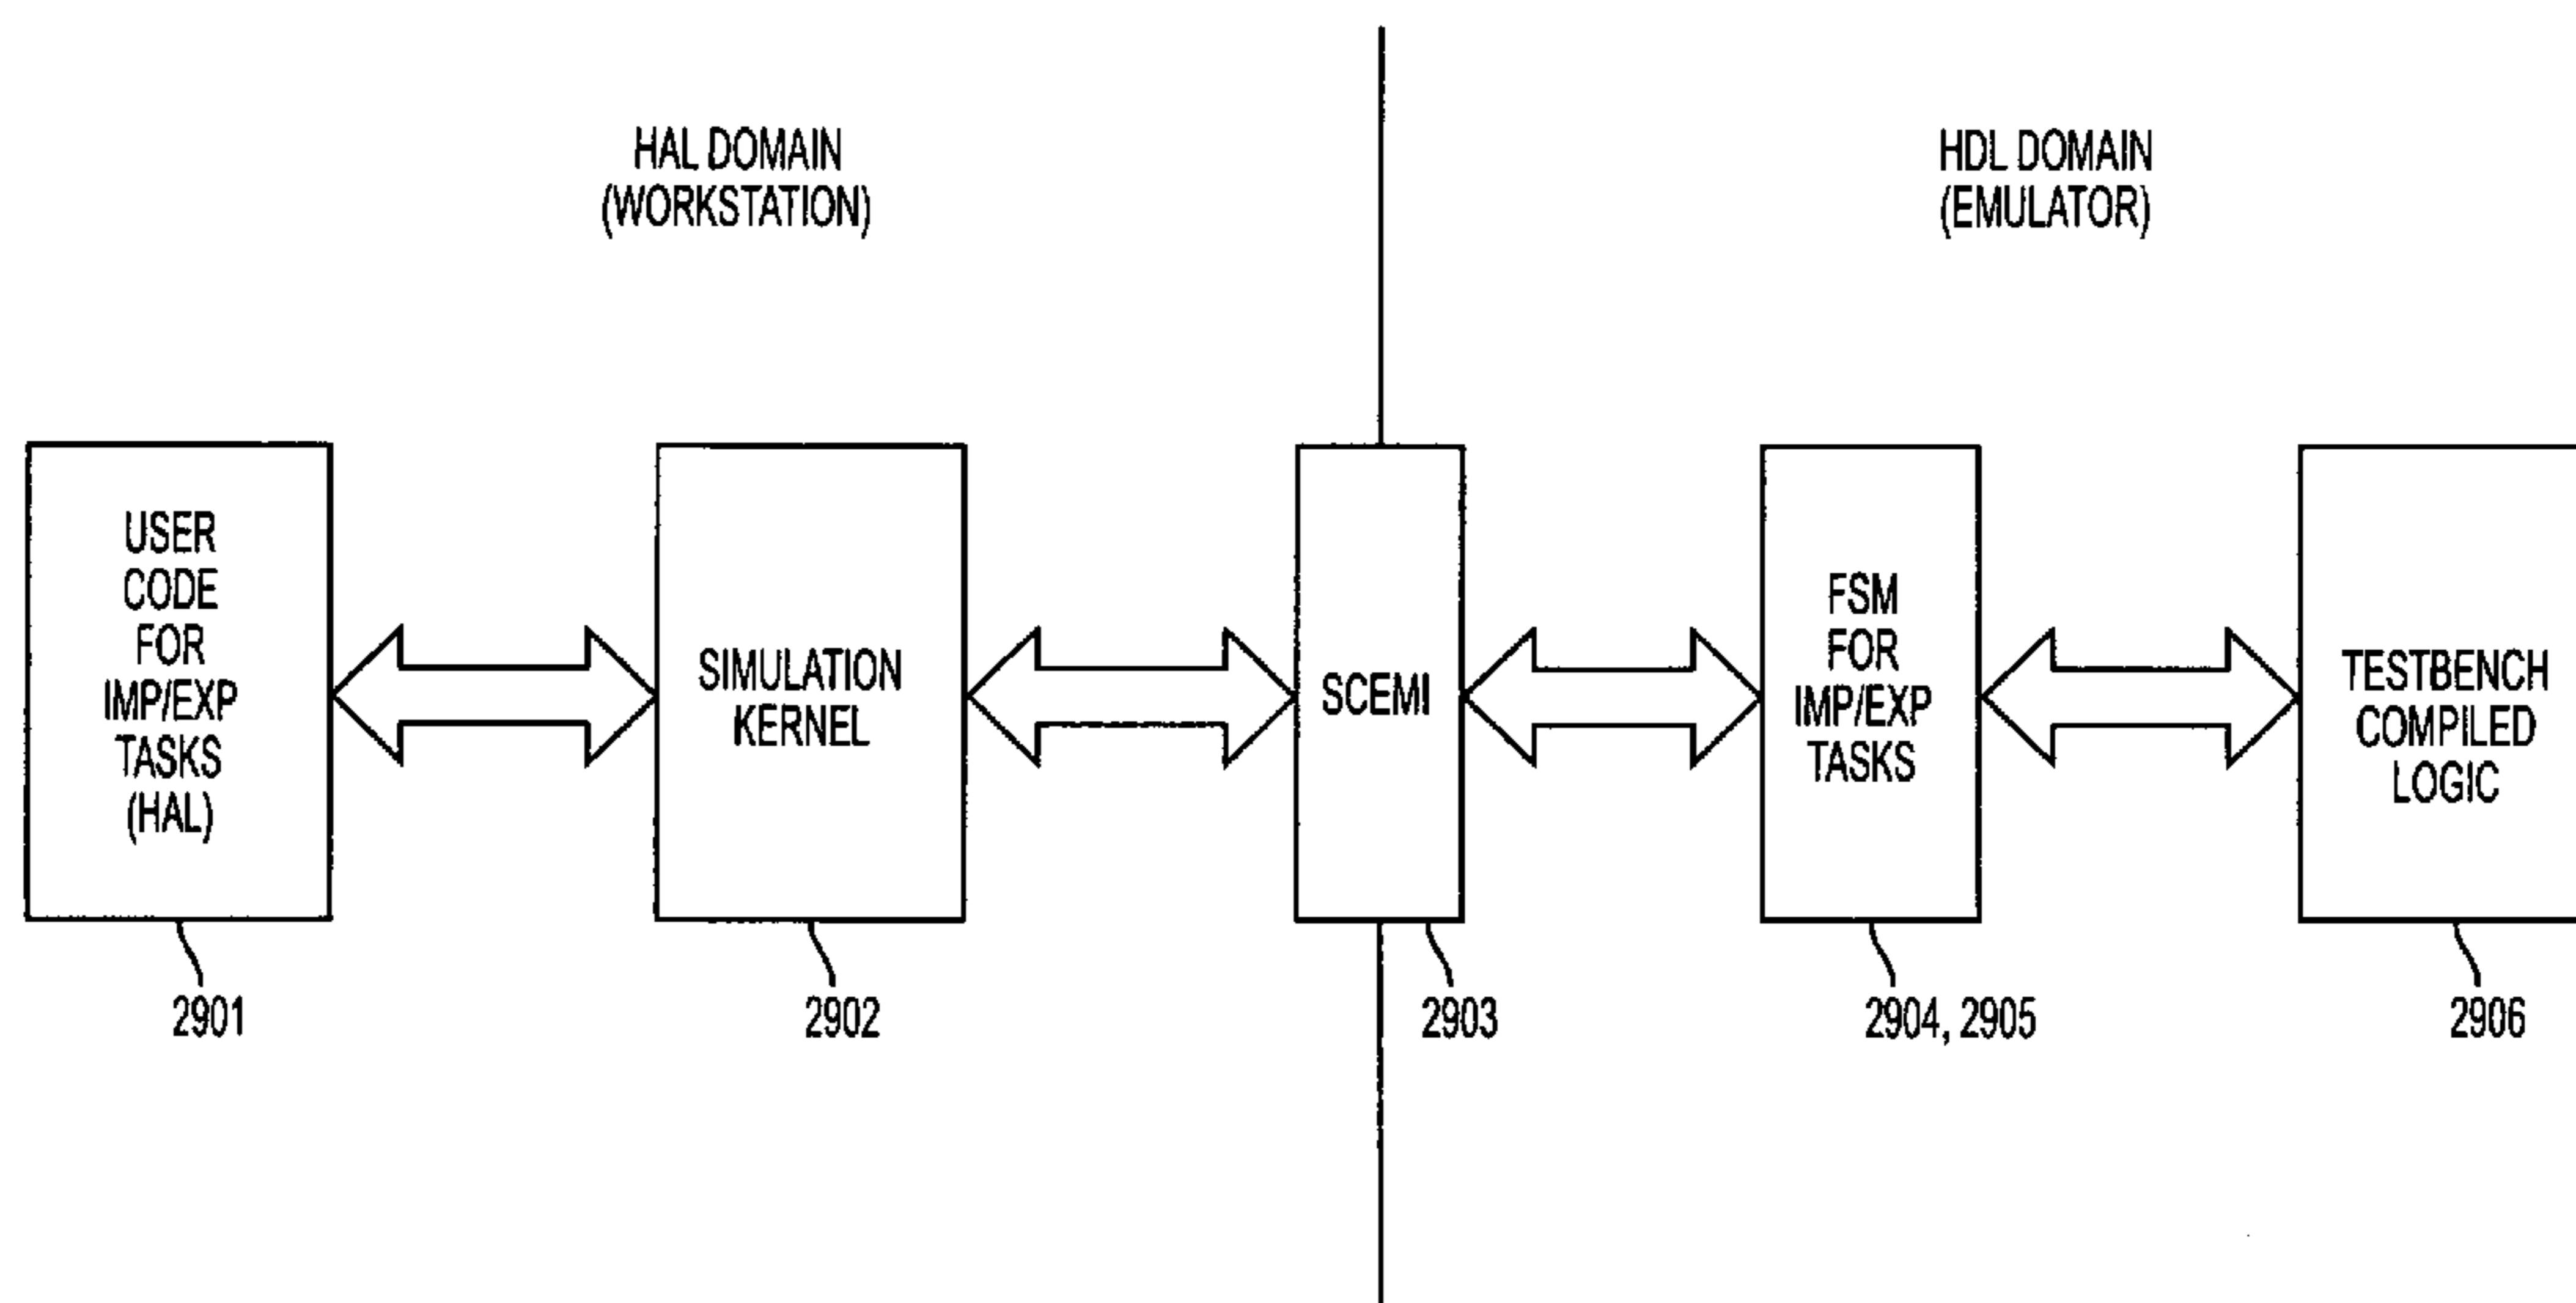 HAL DOMAIN
(WORKSTATION)
HDL DOMAIN
(EMULATOR)
USER
CODE
FOR
IMP/EXP
TASKS
(HAL)
SIMULATION
KERNEL
SCEMI
FSM
FOR
IMP/EXP
TASKS
TESTBENCH
COMPILED
LOGIC
2901
2902
2903
2904, 2905
2906